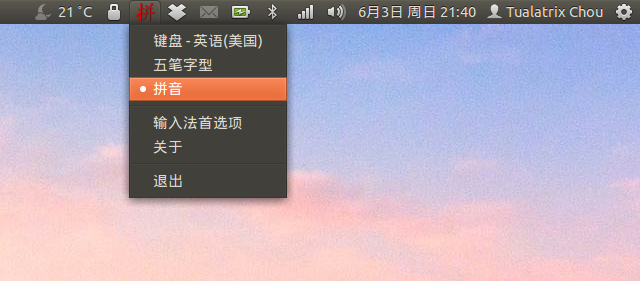 21 °C 拼 6月3日 周日 21:40 Tualatrix Chou
键盘 - 英语(美国)
五笔字型
拼音
输入法首选项
关于
退出